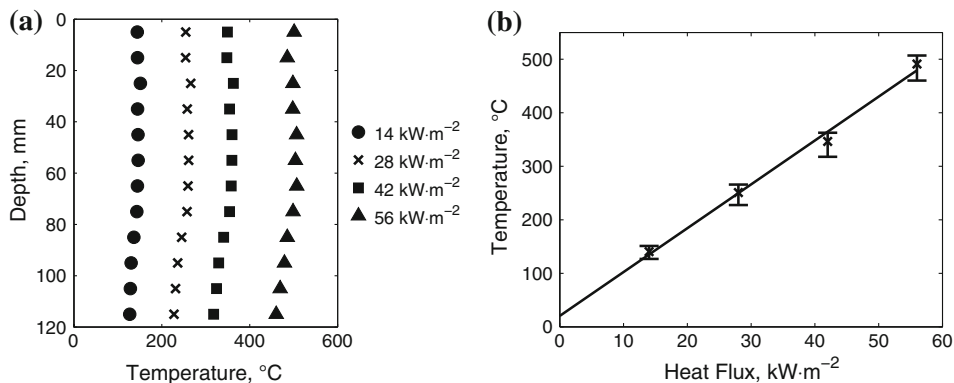 (a)
0
20
40
60
80
100
120
Depth, mm
0 200 400 600
Temperature, °C
14 kW·m⁻²
28 kW·m⁻²
42 kW·m⁻²
56 kW·m⁻²
(b)
500
400
300
200
100
0
Temperature, °C
0 10 20 30 40 50 60
Heat Flux, kW·m⁻²